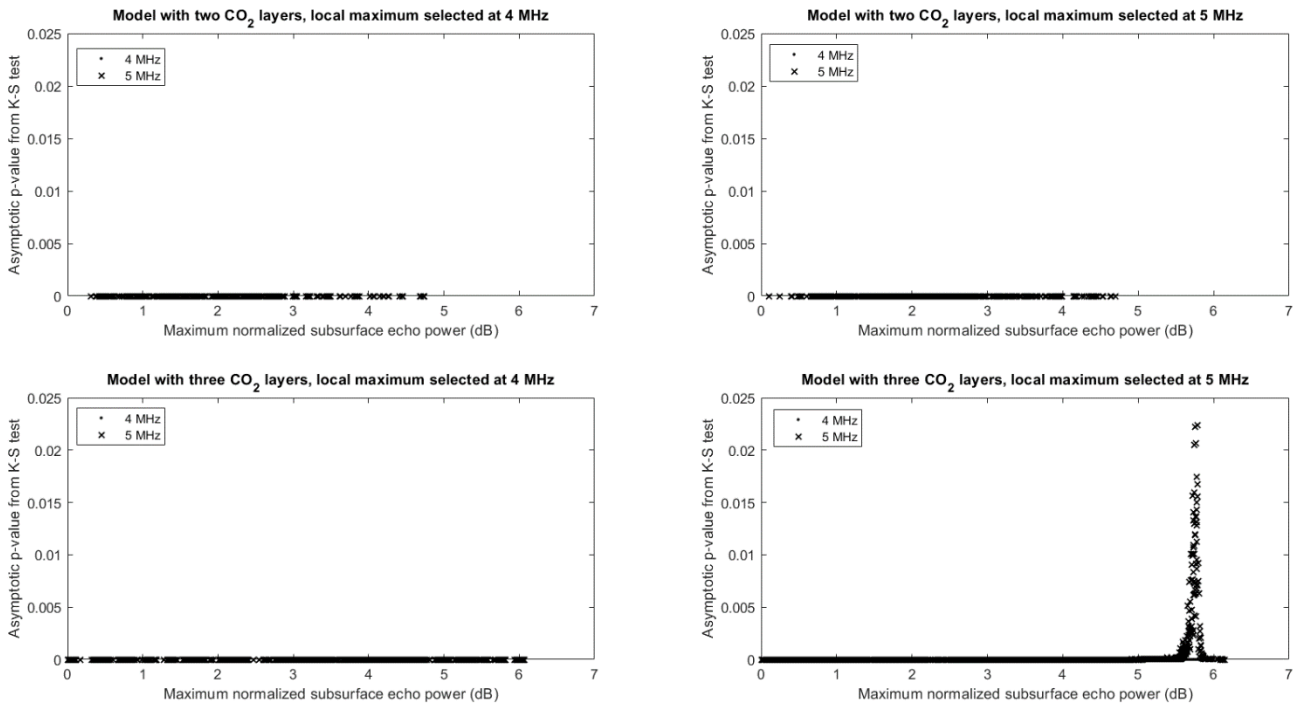 Model with two CO2 layers, local maximum selected at 4 MHz
0.025
0.02
0.015
0.01
0.005
0
4 MHz
5 MHz
Asymptotic p-value from K-S test
0 1 2 3 4 5 6 7
Maximum normalized subsurface echo power (dB)
Model with two CO2 layers, local maximum selected at 5 MHz
0.025
0.02
0.015
0.01
0.005
0
4 MHz
5 MHz
Asymptotic p-value from K-S test
0 1 2 3 4 5 6 7
Maximum normalized subsurface echo power (dB)
Model with three CO2 layers, local maximum selected at 4 MHz
0.025
0.02
0.015
0.01
0.005
0
4 MHz
5 MHz
Asymptotic p-value from K-S test
0 1 2 3 4 5 6 7
Maximum normalized subsurface echo power (dB)
Model with three CO2 layers, local maximum selected at 5 MHz
0.025
0.02
0.015
0.01
0.005
0
4 MHz
5 MHz
Asymptotic p-value from K-S test
0 1 2 3 4 5 6 7
Maximum normalized subsurface echo power (dB)